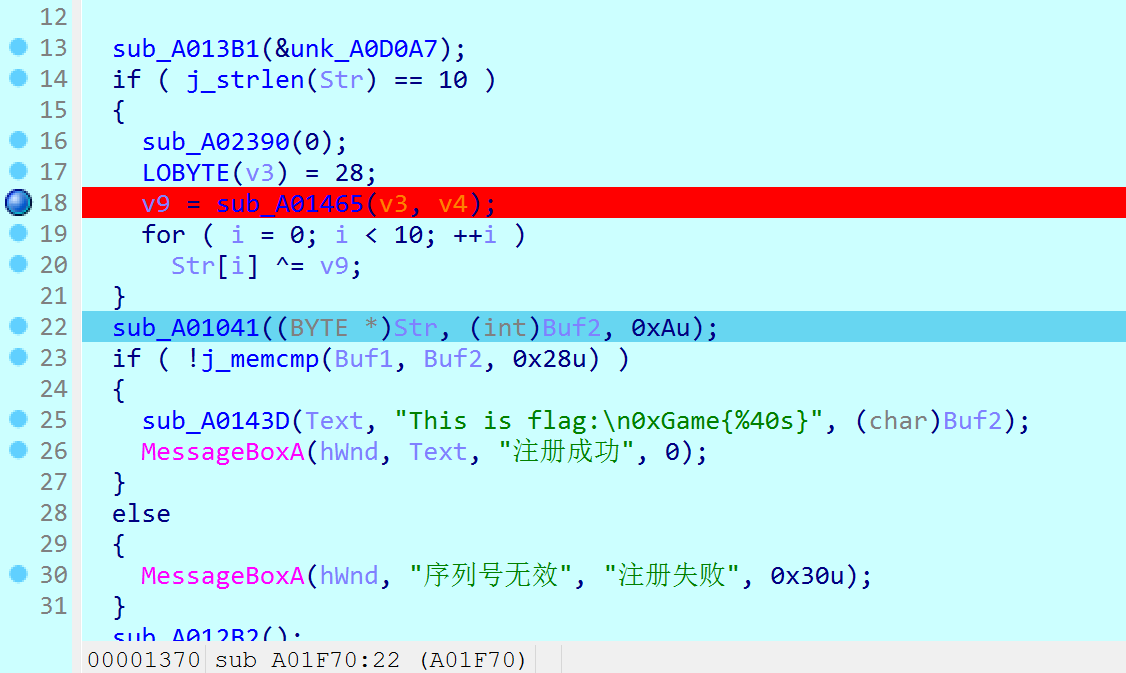 12
13 sub_A013B1(&unk_A0D0A7);
14 if ( j_strlen(Str) == 10 )
15 {
16 sub_A02390(0);
17 LOBYTE(v3) = 28;
18 v9 = sub_A01465(v3, v4);
19 for ( i = 0; i < 10; ++i )
20 Str[i] ^= v9;
21 }
22 sub_A01041((BYTE *)Str, (int)Buf2, 0xAu);
23 if ( !j_memcmp(Buf1, Buf2, 0x28u) )
24 {
25 sub_A0143D(Text, "This is flag:\n0xGame{%40s}", (char)Buf2);
26 MessageBoxA(hWnd, Text, "注册成功", 0);
27 }
28 else
29 {
30 MessageBoxA(hWnd, "序列号无效", "注册失败", 0x30u);
31 }
sub_A012B2();
00001370 sub_A01F70:22 (A01F70)